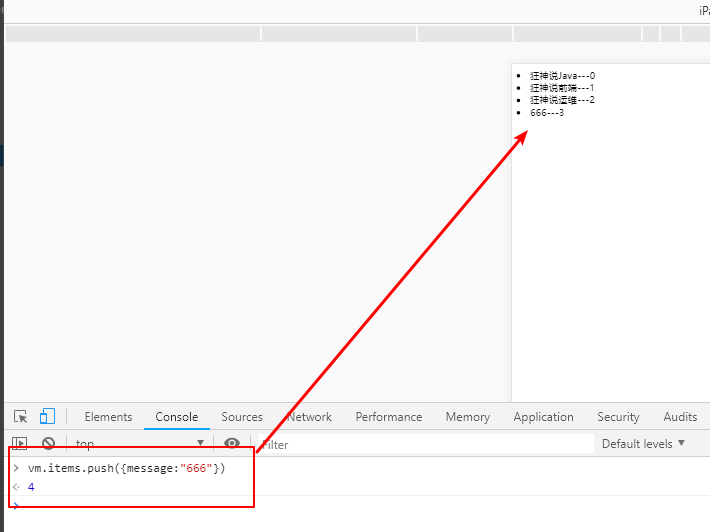 iPa
狂神说Java---0
狂神说前端---1
狂神说运维---2
666---3
Elements Console Sources Network Performance Memory Application Security Audits
top Filter Default levels
vm.items.push({message:"666"})
4